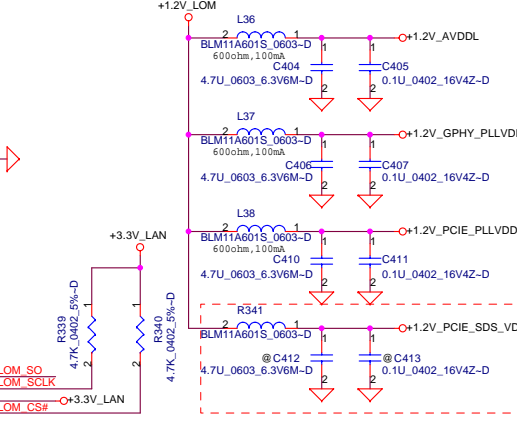 +1.2V_LOM
L36
2 1
+1.2V_AVDDL
BLM11A601S_0603~D
600ohm,100mA
1 1
C404 C405
4.7U_0603_6.3V6M~D 0.1U_0402_16V4Z~D
2 2
L37
2 1
+1.2V_GPHY_PLLVD
BLM11A601S_0603~D
600ohm,100mA
1 1
C406 C407
4.7U_0603_6.3V6M~D 0.1U_0402_16V4Z~D
2 2
L38
2 1
+1.2V_PCIE_PLLVDD
BLM11A601S_0603~D
600ohm,100mA
1 1
C410 C411
4.7U_0603_6.3V6M~D 0.1U_0402_16V4Z~D
2 2
R341
2 1
+1.2V_PCIE_SDS_VD
BLM11A601S_0603~D
1 1
@ C412 @ C413
4.7U_0603_6.3V6M~D 0.1U_0402_16V4Z~D
2 2
+3.3V_LAN
1 1
R339
4.7K_0402_5%~D
R340
4.7K_0402_5%~D
2 2
LOM_SO
LOM_SCLK
+3.3V_LAN
LOM_CS#